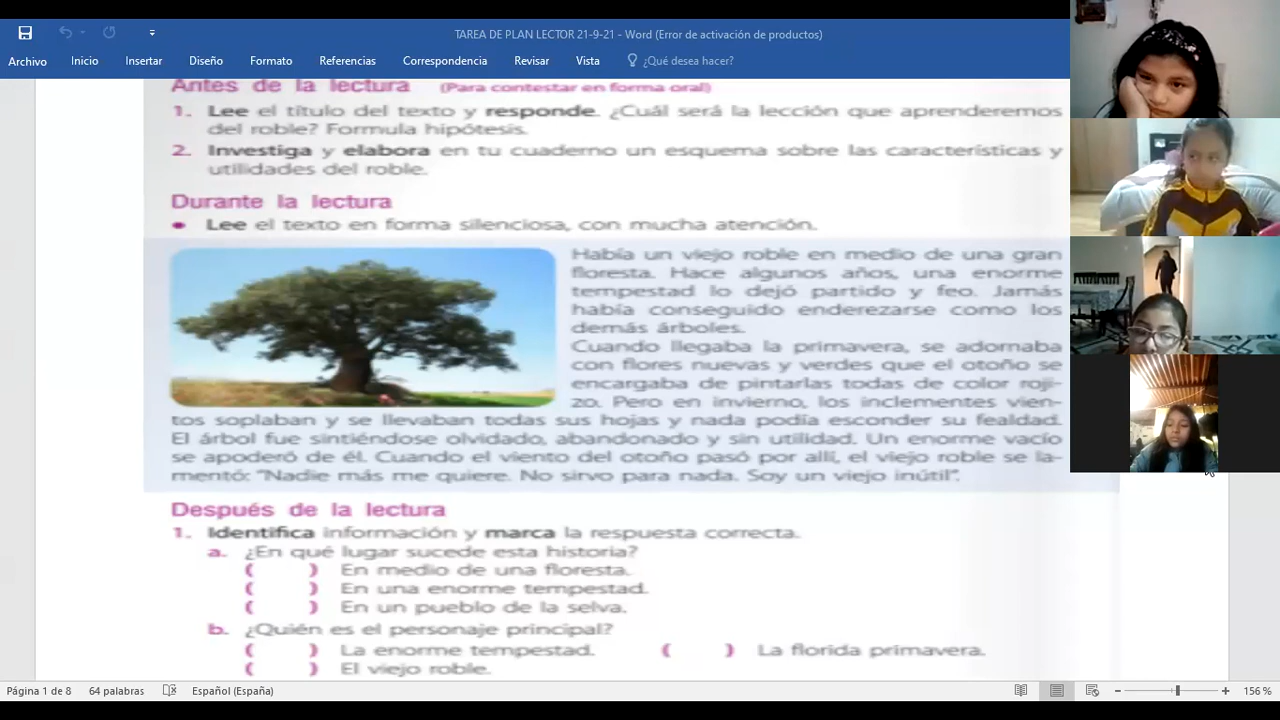 TAREA DE PLAN LECTOR 21-9-21 - Word (Error de activación de productos)
Archivo Inicio Insertar Diseño Formato Referencias Correspondencia Revisar Vista ¿Qué desea hacer?
Antes de la lectura (Para contestar en forma oral)
1. Lee el título del texto y responde. ¿Cuál será la lección que aprenderemos
del roble? Formula hipótesis.
2. Investiga y elabora en tu cuaderno un esquema sobre las características y
utilidades del roble.
Durante la lectura
• Lee el texto en forma silenciosa, con mucha atención.
Había un viejo roble en medio de una gran
floresta. Hace algunos años, una enorme
tempestad lo dejó partido y feo. Jamás
había conseguido enderezarse como los
demás árboles.
Cuando llegaba la primavera, se adornaba
con flores nuevas y verdes que el otoño se
encargaba de pintarlas todas de color roji-
zo. Pero en invierno, los inclementes vien-
tos soplaban y se llevaban todas sus hojas y nada podía esconder su fealdad.
El árbol fue sintiéndose olvidado, abandonado y sin utilidad. Un enorme vacío
se apoderó de él. Cuando el viento del otoño pasó por allí, el viejo roble se la-
mentó: "Nadie más me quiere. No sirvo para nada. Soy un viejo inútil".
Después de la lectura
1. Identifica información y marca la respuesta correcta.
a. ¿En qué lugar sucede esta historia?
( ) En medio de una floresta.
( ) En una enorme tempestad.
( ) En un pueblo de la selva.
b. ¿Quién es el personaje principal?
( ) La enorme tempestad. ( ) La florida primavera.
( ) El viejo roble.
Página 1 de 8 64 palabras Español (España) 156 %